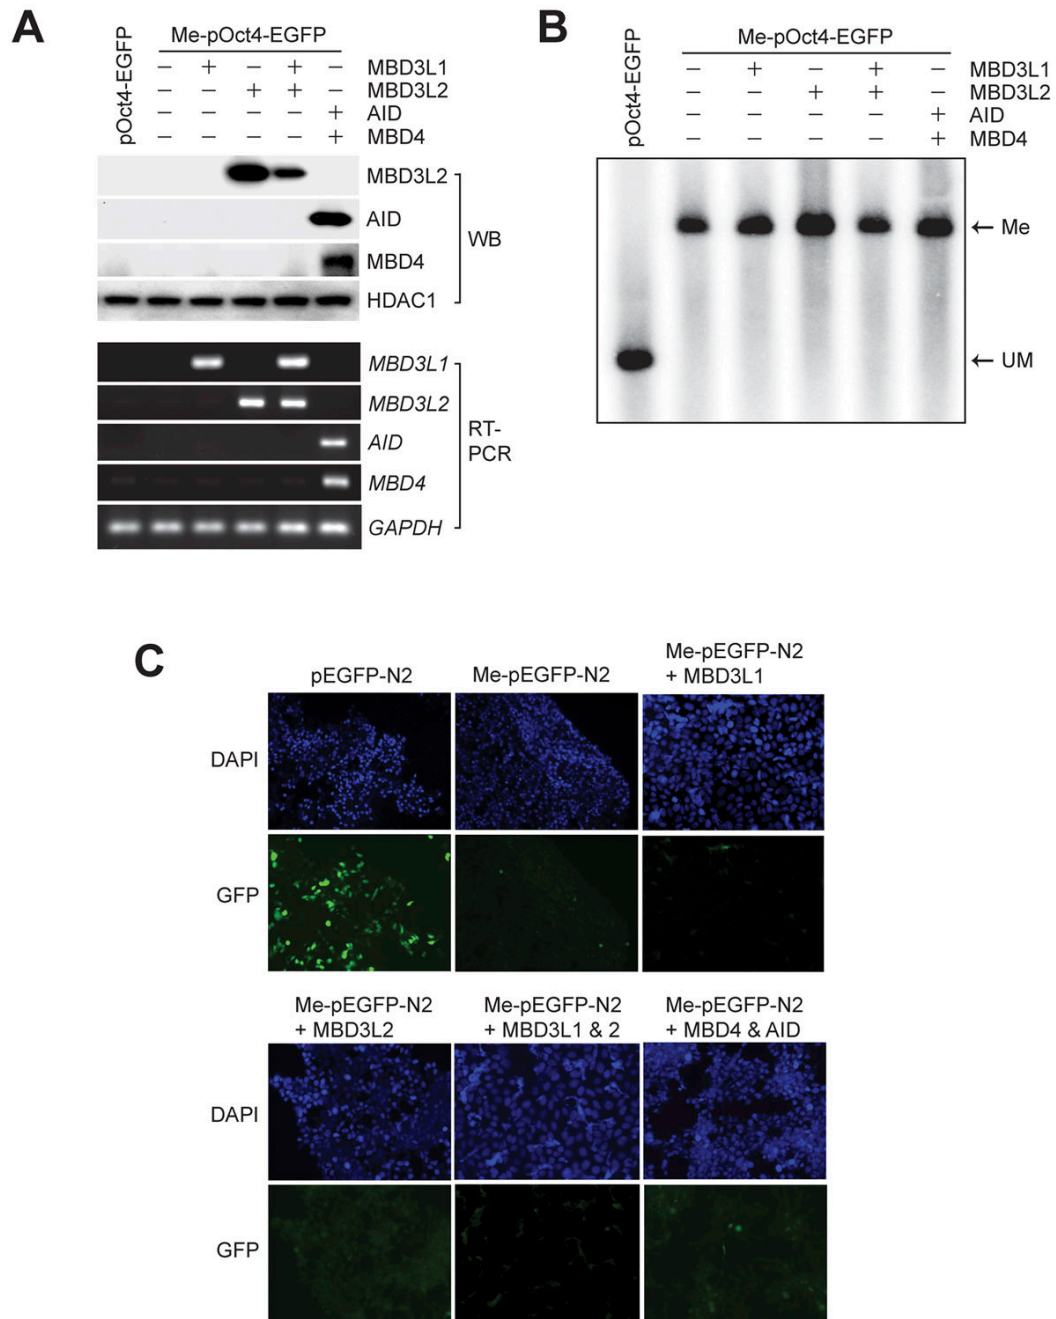 A
pOct4-EGFP
Me-pOct4-EGFP
− + − + − MBD3L1
− − − + + − MBD3L2
− − − − − + AID
− − − − − + MBD4
MBD3L2
AID
MBD4
HDAC1
WB
MBD3L1
MBD3L2
AID
MBD4
GAPDH
RT-
PCR
B
pOct4-EGFP
Me-pOct4-EGFP
− + − + − MBD3L1
− − + + − MBD3L2
− − − − + AID
− − − − + MBD4
← Me
← UM
C
pEGFP-N2
Me-pEGFP-N2
Me-pEGFP-N2
+ MBD3L1
DAPI
GFP
Me-pEGFP-N2
+ MBD3L2
Me-pEGFP-N2
+ MBD3L1 & 2
Me-pEGFP-N2
+ MBD4 & AID
DAPI
GFP